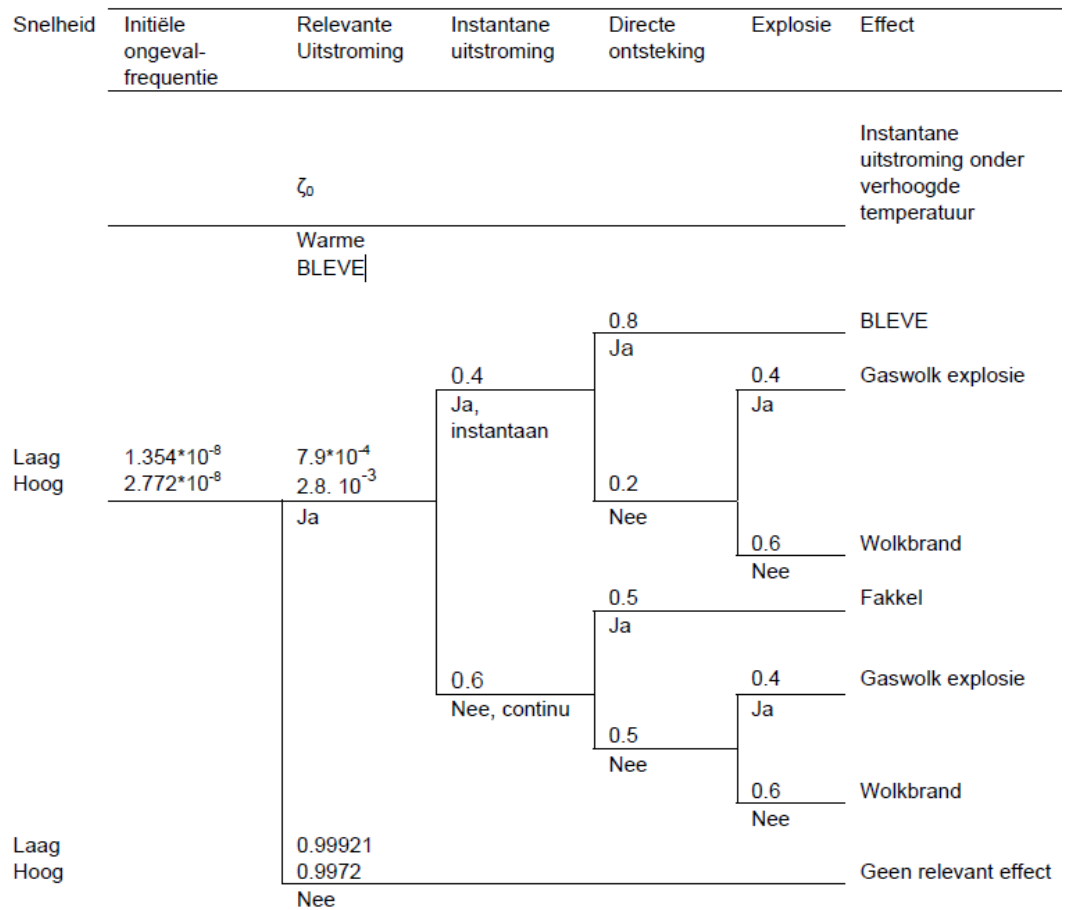 Snelheid Initiële Relevante Instantane Directe Explosie Effect
ongeval- Uitstroming uitstroming ontsteking
frequentie
Instantane
uitstroming onder
ζ₀ verhoogde
temperatuur
Warme
BLEVE
0.8 BLEVE
Ja
0.4 0.4 Gaswolk explosie
Ja, Ja
instantaan
Laag 1.354*10⁻⁸ 7.9*10⁻⁴
Hoog 2.772*10⁻⁸ 2.8. 10⁻³ 0.2
Ja Nee
0.6 Wolkbrand
Nee
0.5 Fakkel
Ja
0.6 0.4 Gaswolk explosie
Nee, continu Ja
0.5
Nee
0.6 Wolkbrand
Nee
Laag 0.99921
Hoog 0.9972 Geen relevant effect
Nee